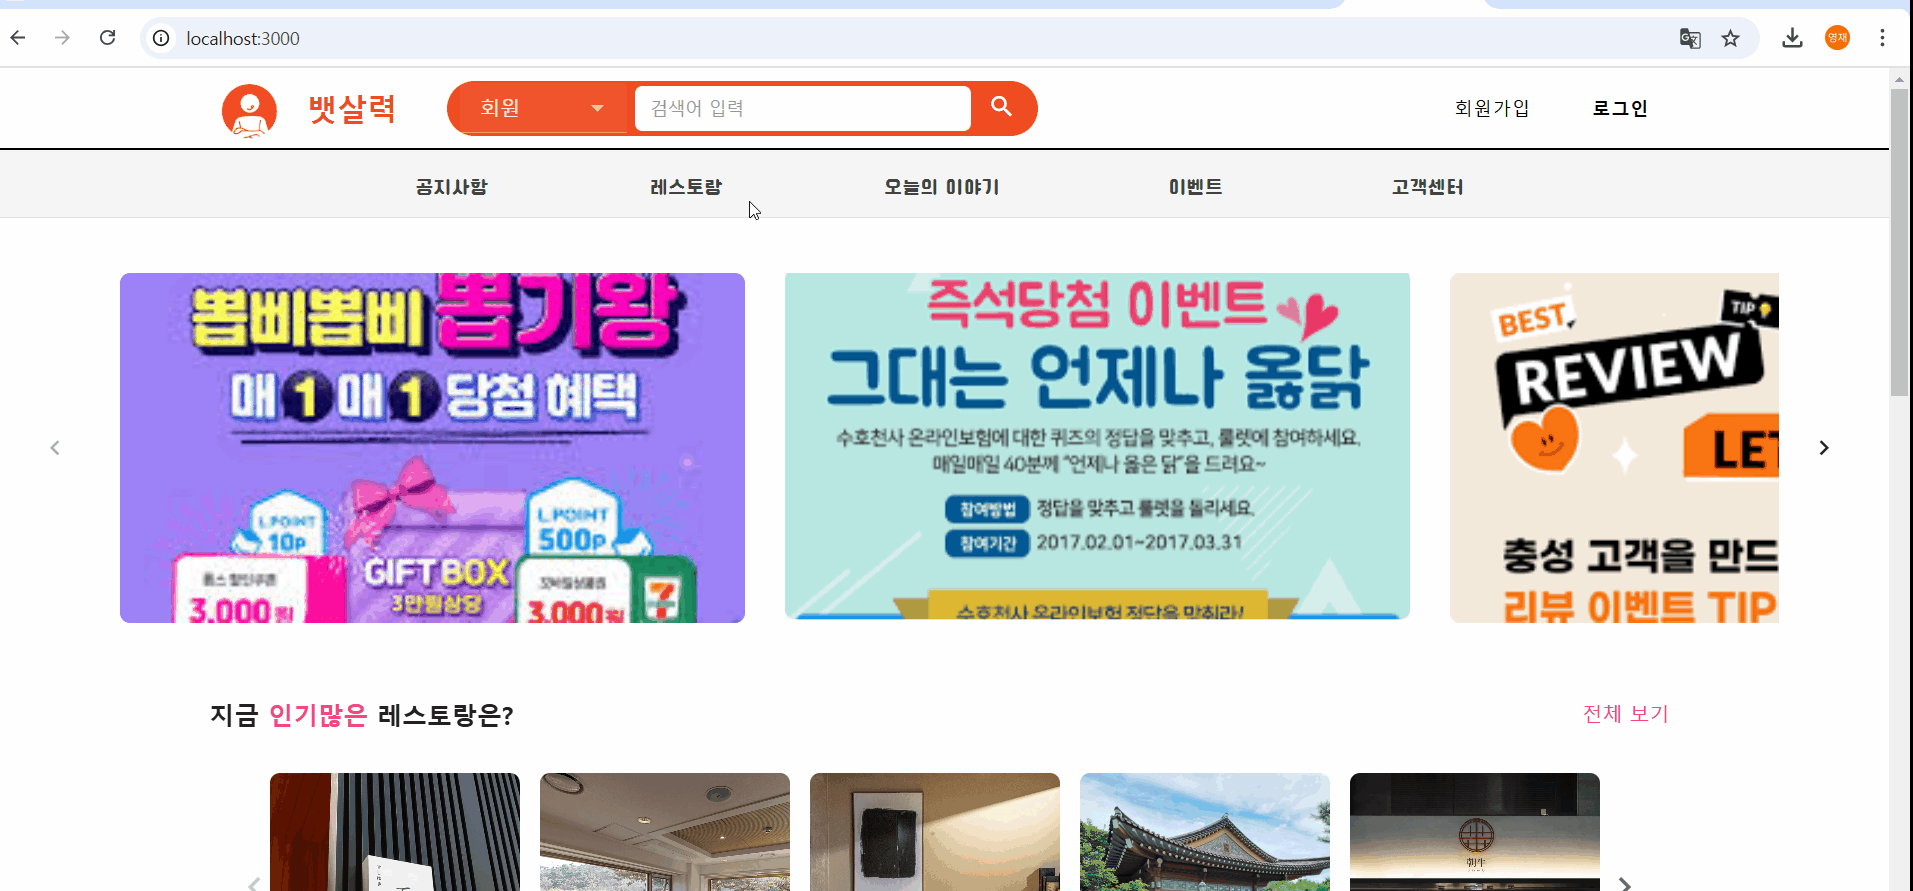 localhost:3000
영재
뱃살력
회원
검색어 입력
회원가입
로그인
공지사항
레스토랑
오늘의 이야기
이벤트
고객센터
뽑삐뽑삐 뽑기왕
매 1 매 1 당첨 혜택
L.POINT
10P
L.POINT
500P
GIFT BOX
3만원상당
3,000원
3,000원
7
즉석당첨 이벤트
그대는 언제나 옳닭
수호천사 온라인보험에 대한 퀴즈의 정답을 맞추고, 룰렛에 참여하세요.
매일매일 40분께 "언제나 옳은 닭"을 드려요~
참여방법 정답을 맞추고 룰렛을 돌리세요.
참여기간 2017.02.01~2017.03.31
수호천사 온라인보험 정답을 맞춰라!
BEST
TIP
REVIEW
LET
충성 고객을 만드
리뷰 이벤트 TIP
지금 인기많은 레스토랑은?
전체 보기
朝牛